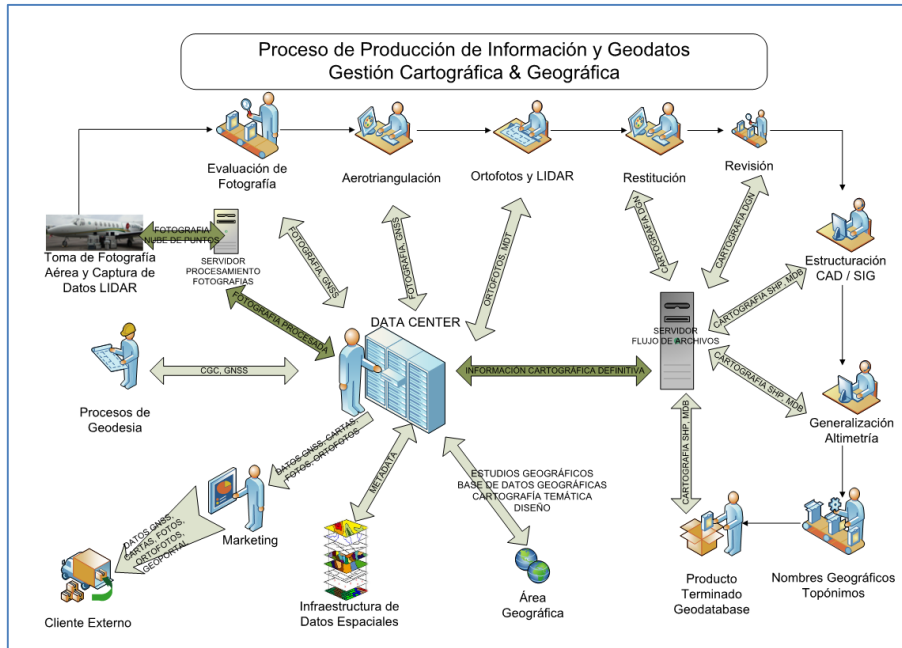 Proceso de Producción de Información y Geodatos
Gestión Cartográfica & Geográfica
Evaluación de
Fotografía
Aerotriangulación
Ortofotos y LIDAR
Restitución
Revisión
FOTOGRAFIA
NUBE DE PUNTOS
Toma de Fotografía
Aérea y Captura de
Datos LIDAR
SERVIDOR
PROCESAMIENTO
FOTOGRAFIAS
FOTOGRAFIA, GNSS
FOTOGRAFIA, GNSS
ORTOFOTOS, MDT
CARTOGRAFÍA DGN
CARTOGRAFÍA DGN
Estructuración
CAD / SIG
FOTOGRAFIA PROCESADA
DATA CENTER
SERVIDOR
FLUJO DE ARCHIVOS
CARTOGRAFÍA SHP, MDB
CGC, GNSS
INFORMACIÓN CARTOGRÁFICA DEFINITIVA
CARTOGRAFÍA SHP, MDB
Procesos de
Geodesia
Generalización
Altimetría
DATOS GNSS, CARTAS,
FOTOS, ORTOFOTOS
METADATA
ESTUDIOS GEOGRÁFICOS
BASE DE DATOS GEOGRÁFICAS
CARTOGRAFÍA TEMÁTICA
DISEÑO
CARTOGRAFÍA SHP, MDB
DATOS GNSS,
CARTAS, FOTOS,
ORTOFOTOS,
GEOPORTAL
Marketing
Cliente Externo
Infraestructura de
Datos Espaciales
Área
Geográfica
Producto
Terminado
Geodatabase
Nombres Geográficos
Topónimos